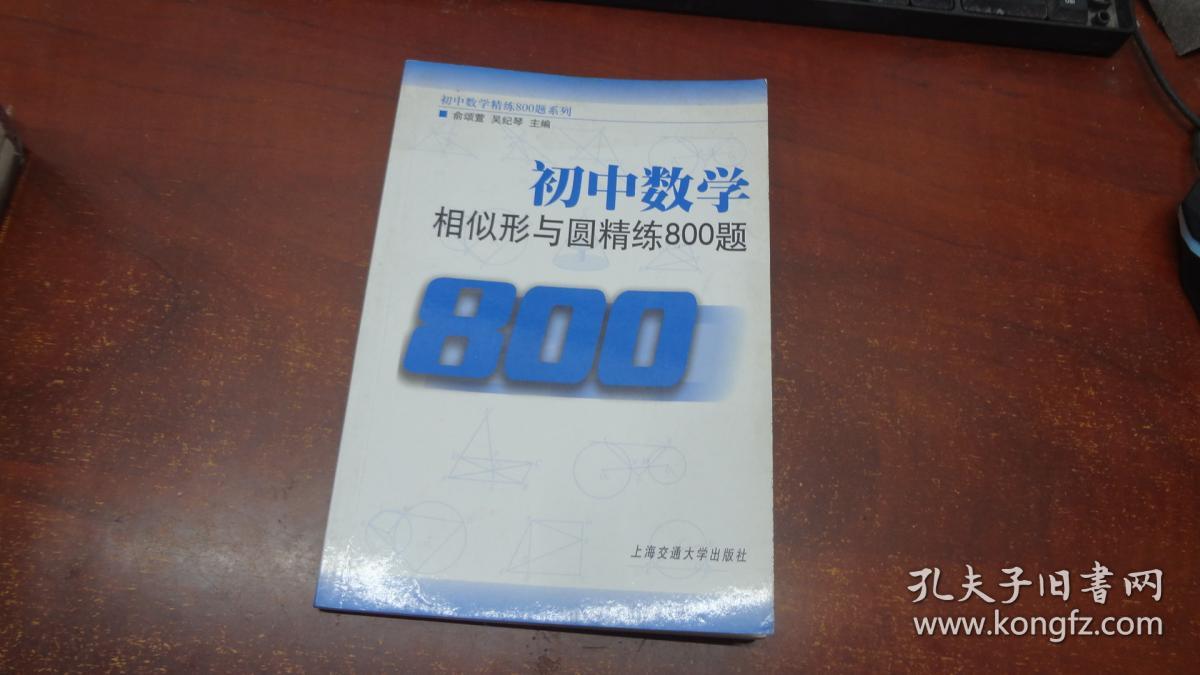 初中数学精练800题系列
俞颂萱 吴纪琴 主编
初中数学
相似形与圆精练800题
800
上海交通大学出版社
孔夫子旧书网
www.kongfz.com